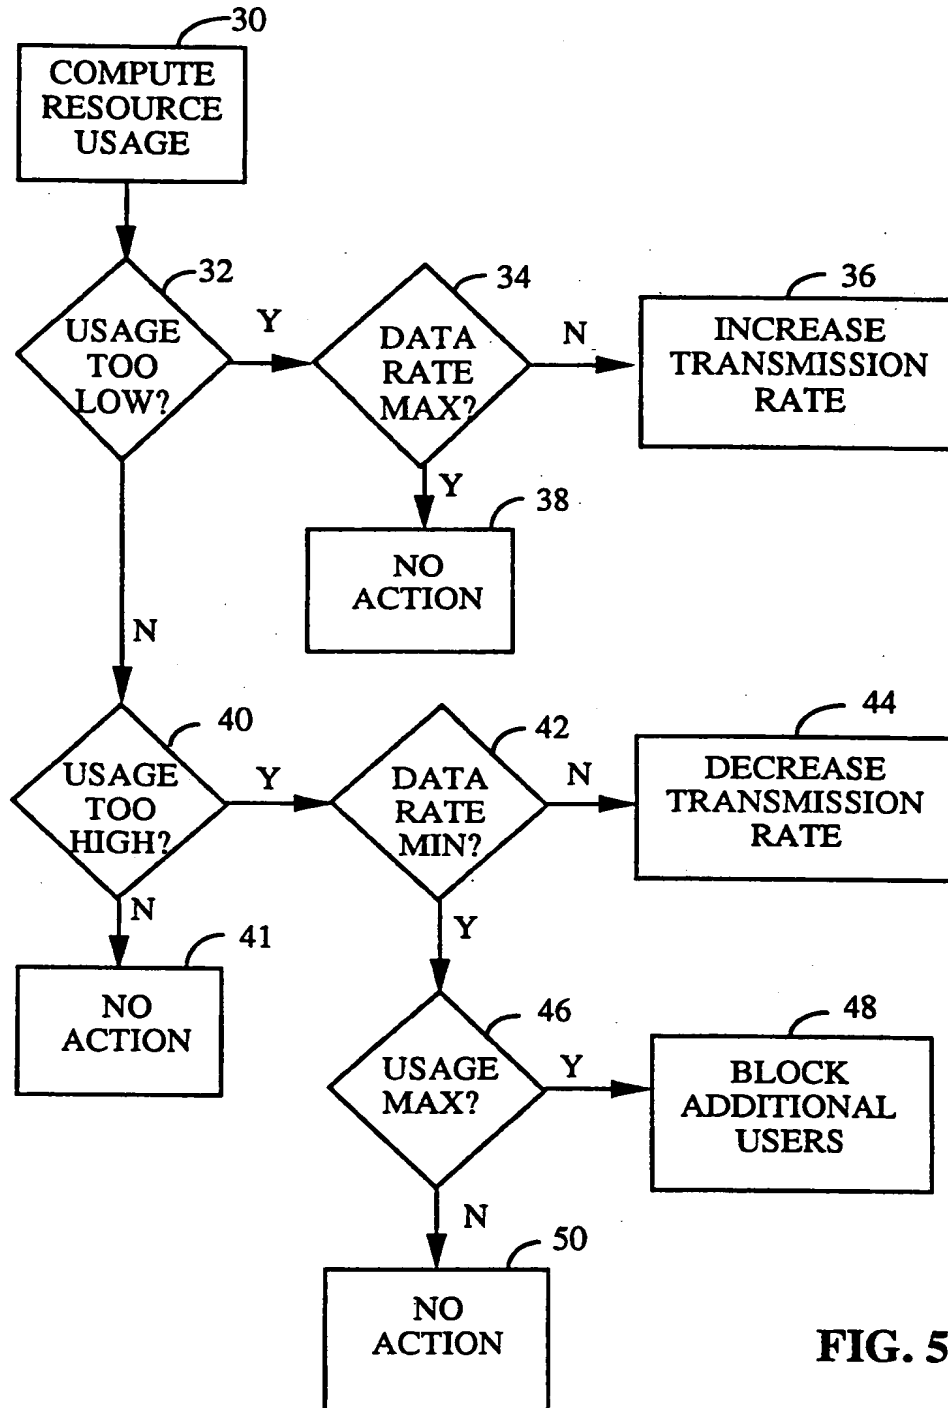 30
COMPUTE
RESOURCE
USAGE
32
USAGE
TOO
LOW?
Y
34
DATA
RATE
MAX?
N
36
INCREASE
TRANSMISSION
RATE
Y
38
NO
ACTION
N
40
USAGE
TOO
HIGH?
Y
42
DATA
RATE
MIN?
N
44
DECREASE
TRANSMISSION
RATE
N
41
NO
ACTION
Y
46
USAGE
MAX?
Y
48
BLOCK
ADDITIONAL
USERS
N
50
NO
ACTION
FIG. 5